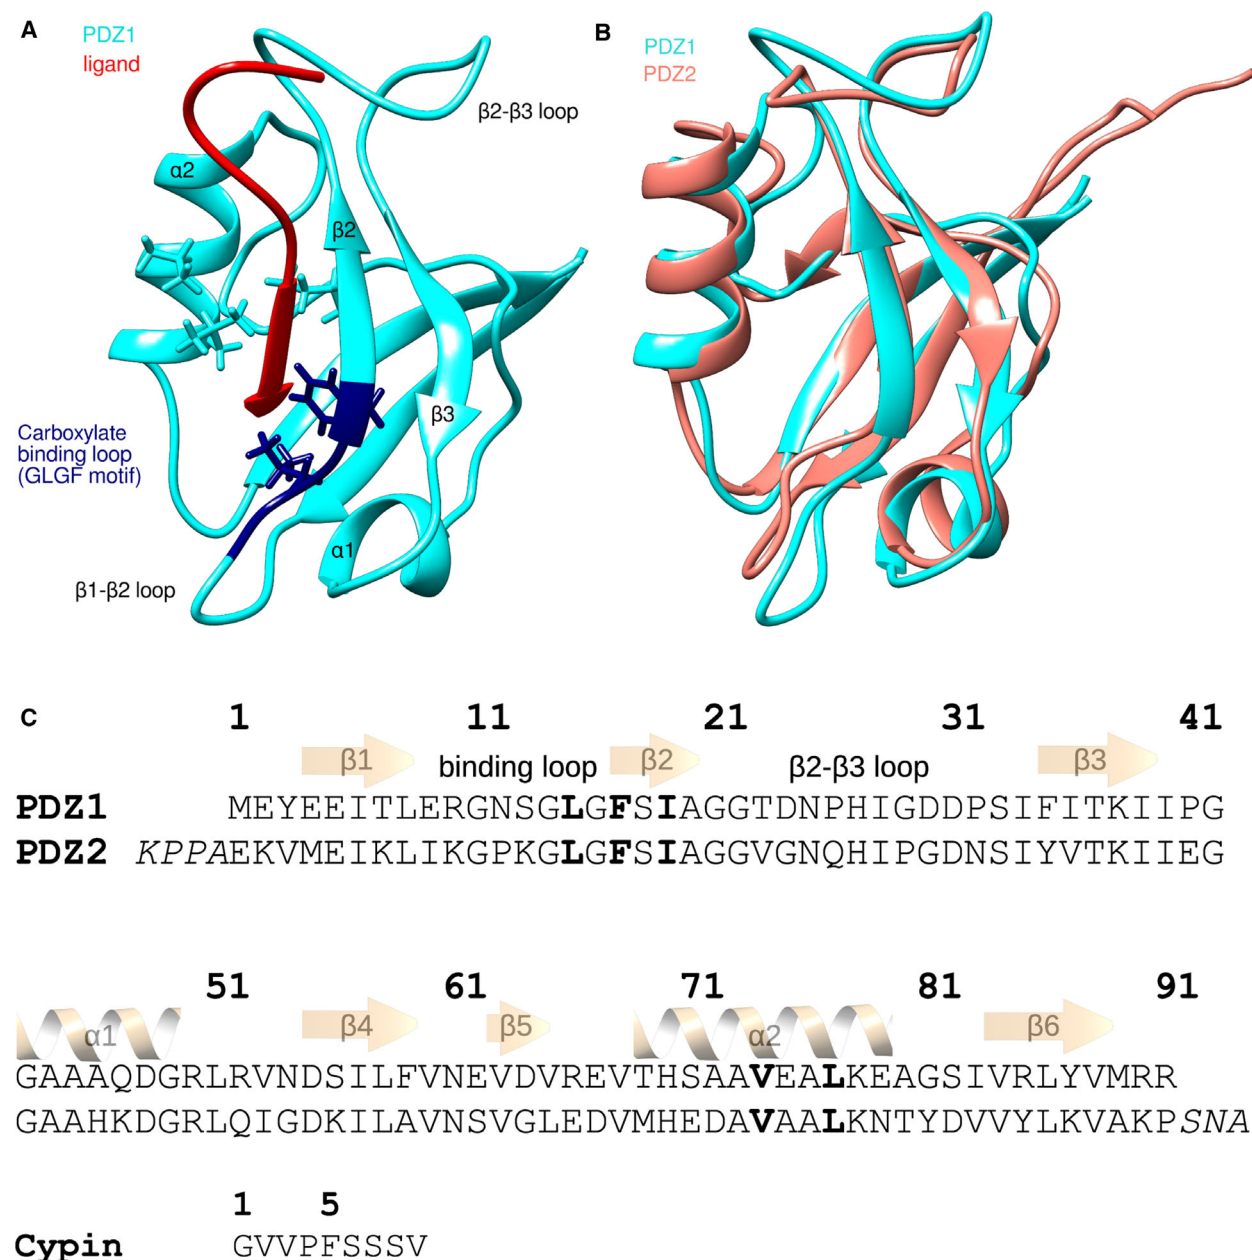 A
PDZ1
ligand
β2-β3 loop
α2
β2
β3
Carboxylate
binding loop
(GLGF motif)
α1
β1-β2 loop
B
PDZ1
PDZ2
C
1 11 21 31 41
β1 binding loop β2 β2-β3 loop β3
PDZ1 MEYEEITLERGNSGLGFSIAGGTDNPHIGDDPSIFITKIIPG
PDZ2 KPPAEKVMEIKLIKGPKGLGFSIAGGVGNQHIPGDNSIYVTKIIEG
51 61 71 81 91
α1 β4 β5 α2 β6
GAAAQDGRLRVNDSILFVNEVDVREVTHSAAVEALKEAGSIVRLYVMRR
GAAHKDGRLQIGDKILAVNSVGLEDVMHEDAVAALKNTYDVVYLKVAKPSNA
1 5
Cypin GVVPFSSSV